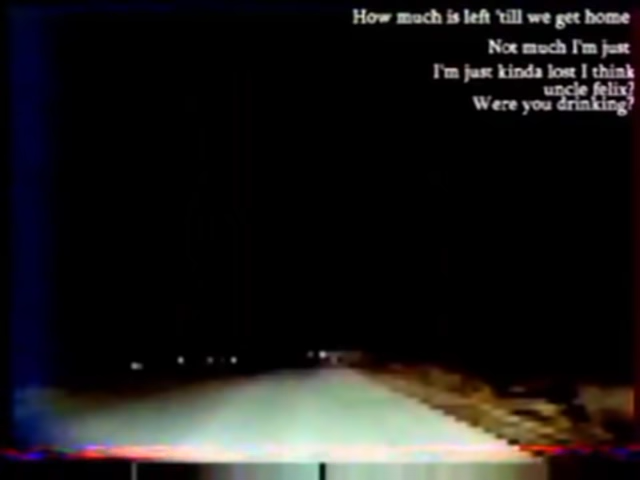 How much is left 'till we get home
Not much I'm just
I'm just kinda lost I think
uncle felix?
Were you drinking?